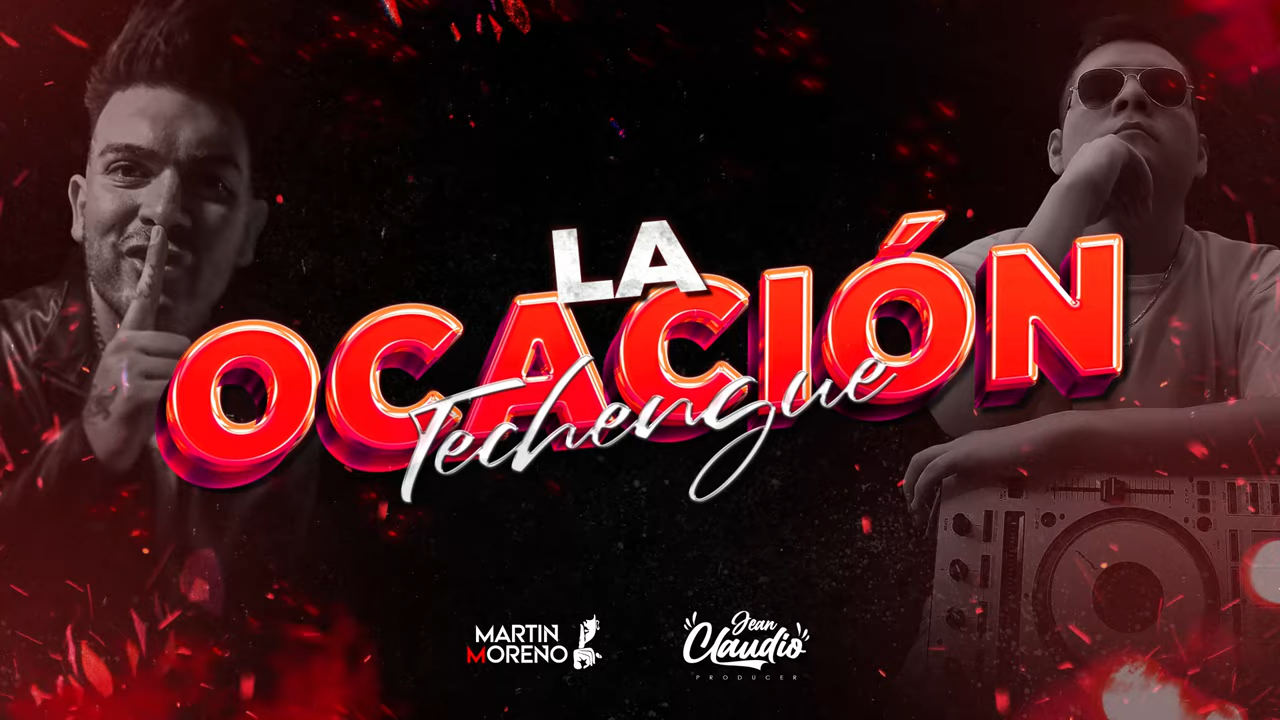 LA
OCACIÓN
Techengue
MARTIN
MORENO
Jean
Claudio
PRODUCER